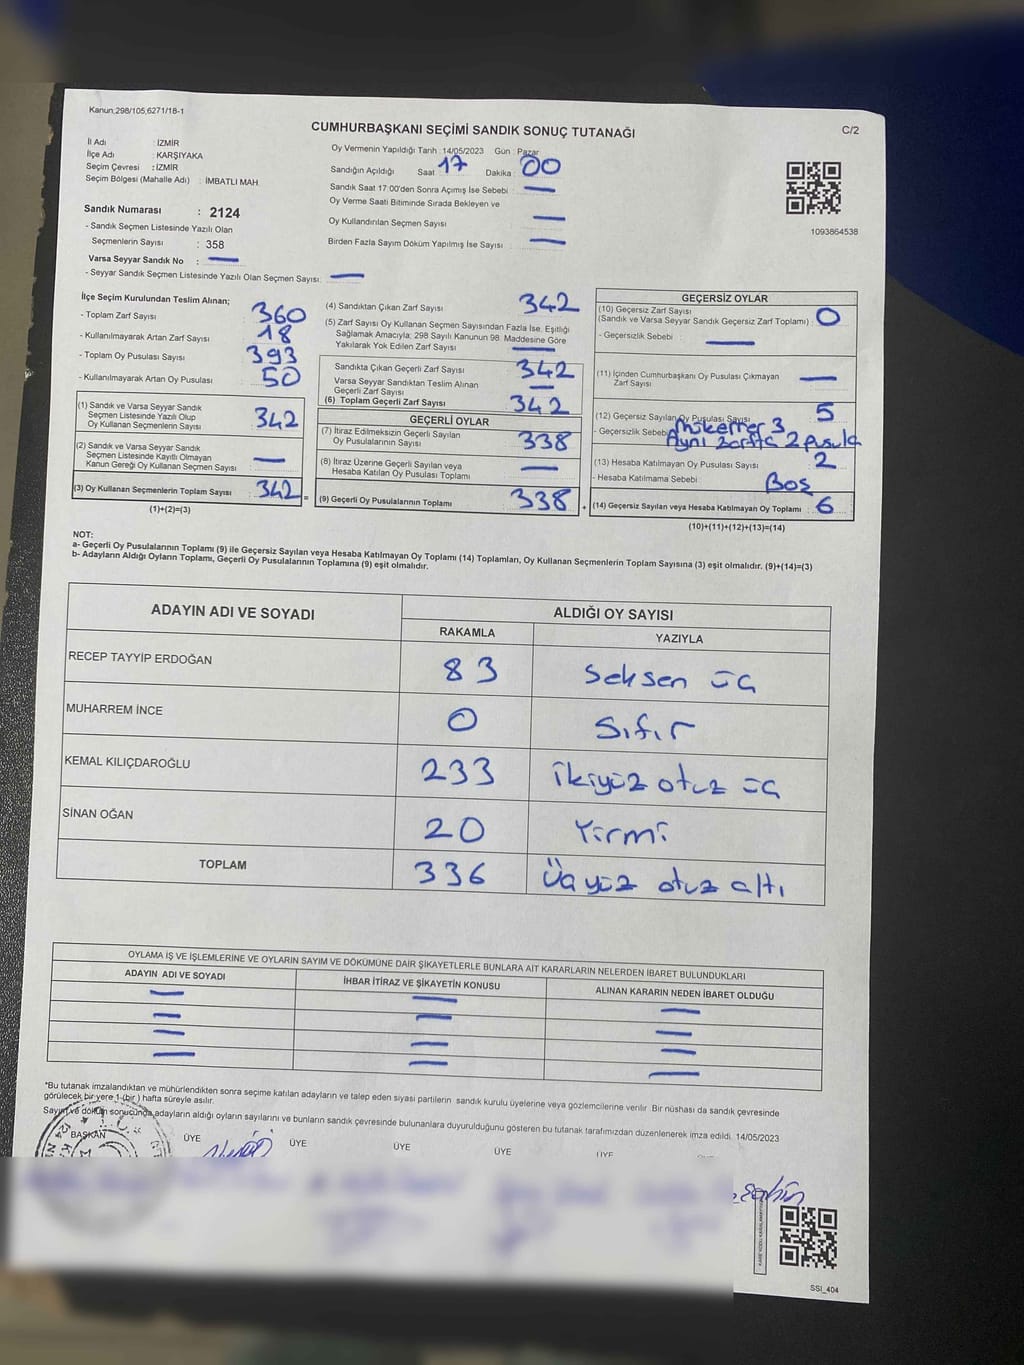 Kanun,298/105,6271/18-1
CUMHURBAŞKANI SEÇİMİ SANDIK SONUÇ TUTANAĞI
C/2
İl Adı : İZMİR
İlçe Adı : KARŞIYAKA
Seçim Çevresi : İZMİR
Seçim Bölgesi (Mahalle Adı) : İMBATLI MAH.
Sandık Numarası : 2124
- Sandık Seçmen Listesinde Yazılı Olan
Seçmenlerin Sayısı : 358
Varsa Seyyar Sandık No : —
- Seyyar Sandık Seçmen Listesinde Yazılı Olan Seçmen Sayısı: —
Oy Vermenin Yapıldığı Tarih :14/05/2023 Gün : Pazar
Sandığın Açıldığı Saat : 17 Dakika : 00
Sandık Saat 17:00'den Sonra Açımış İse Sebebi : —
Oy Verme Saati Bitiminde Sırada Bekleyen ve
Oy Kullandırılan Seçmen Sayısı —
Birden Fazla Sayım Döküm Yapılmış İse Sayısı : —
1093864538
İlçe Seçim Kurulundan Teslim Alınan;
- Toplam Zarf Sayısı : 360
- Kullanılmayarak Artan Zarf Sayısı : 18
- Toplam Oy Pusulası Sayısı : 393
- Kullanılmayarak Artan Oy Pusulası : 50
(1) Sandık ve Varsa Seyyar Sandık
Seçmen Listesinde Yazılı Olup
Oy Kullanan Seçmenlerin Sayısı : 342
(2) Sandık ve Varsa Seyyar Sandık
Seçmen Listesinde Kayıtlı Olmayan
Kanun Gereği Oy Kullanan Seçmen Sayısı : —
(3) Oy Kullanan Seçmenlerin Toplam Sayısı : 342 =
(1)+(2)=(3)
(4) Sandıktan Çıkan Zarf Sayısı : 342
(5) Zarf Sayısı Oy Kullanan Seçmen Sayısından Fazla İse, Eşitliği
Sağlamak Amacıyla; 298 Sayılı Kanunun 98. Maddesine Göre
Yakılarak Yok Edilen Zarf Sayısı : —
Sandıkta Çıkan Geçerli Zarf Sayısı : 342
Varsa Seyyar Sandıktan Teslim Alınan
Geçerli Zarf Sayısı : —
(6) Toplam Geçerli Zarf Sayısı : 342
GEÇERLİ OYLAR
(7) İtiraz Edilmeksizin Geçerli Sayılan
Oy Pusulalarının Sayısı : 338
(8) İtiraz Üzerine Geçerli Sayılan veya
Hesaba Katılan Oy Pusulası Toplamı : —
(9) Geçerli Oy Pusulalarının Toplamı : 338 +
GEÇERSİZ OYLAR
(10) Geçersiz Zarf Sayısı
(Sandık ve Varsa Seyyar Sandık Geçersiz Zarf Toplamı) : 0
- Geçersizlik Sebebi : —
(11) İçinden Cumhurbaşkanı Oy Pusulası Çıkmayan
Zarf Sayısı : —
(12) Geçersiz Sayılan Oy Pusulası Sayısı : 5
- Geçersizlik Sebebi Mükerrer 3
Aynı zarfta 2 pusula
(13) Hesaba Katılmayan Oy Pusulası Sayısı : 2
- Hesaba Katılmama Sebebi : Boş
(14) Geçersiz Sayılan veya Hesaba Katılmayan Oy Toplamı : 6
(10)+(11)+(12)+(13)=(14)
NOT:
a- Geçerli Oy Pusulalarının Toplamı (9) ile Geçersiz Sayılan veya Hesaba Katılmayan Oy Toplamı (14) Toplamları, Oy Kullanan Seçmenlerin Toplam Sayısına (3) eşit olmalıdır. (9)+(14)=(3)
b- Adayların Aldığı Oyların Toplamı, Geçerli Oy Pusulalarının Toplamına (9) eşit olmalıdır.
ADAYIN ADI VE SOYADI ALDIĞI OY SAYISI
RAKAMLA YAZIYLA
RECEP TAYYİP ERDOĞAN 83 Seksen üç
MUHARREM İNCE 0 Sıfır
KEMAL KILIÇDAROĞLU 233 ikiyüz otuz üç
SİNAN OĞAN 20 Yirmi
TOPLAM 336 Üçyüz otuz altı
OYLAMA İŞ VE İŞLEMLERİNE VE OYLARIN SAYIM VE DÖKÜMÜNE DAİR ŞİKAYETLERLE BUNLARA AİT KARARLARIN NELERDEN İBARET BULUNDUKLARI
ADAYIN ADI VE SOYADI İHBAR İTİRAZ VE ŞİKAYETİN KONUSU ALINAN KARARIN NEDEN İBARET OLDUĞU
— — —
— — —
— — —
— — —
*Bu tutanak imzalandıktan ve mühürlendikten sonra seçime katılan adayların ve talep eden siyasi partilerin sandık kurulu üyelerine veya gözlemcilerine verilir. Bir nüshası da sandık çevresinde
görülecek bir yere 1 (bir ) hafta süreyle asılır.
Sayım ve döküm sonucunda adayların aldığı oyların sayılarını ve bunların sandık çevresinde bulunanlara duyurulduğunu gösteren bu tutanak tarafımızdan düzenlenerek imza edildi. 14/05/2023
BAŞKAN ÜYE ÜYE ÜYE ÜYE ÜYE
SSİ_404